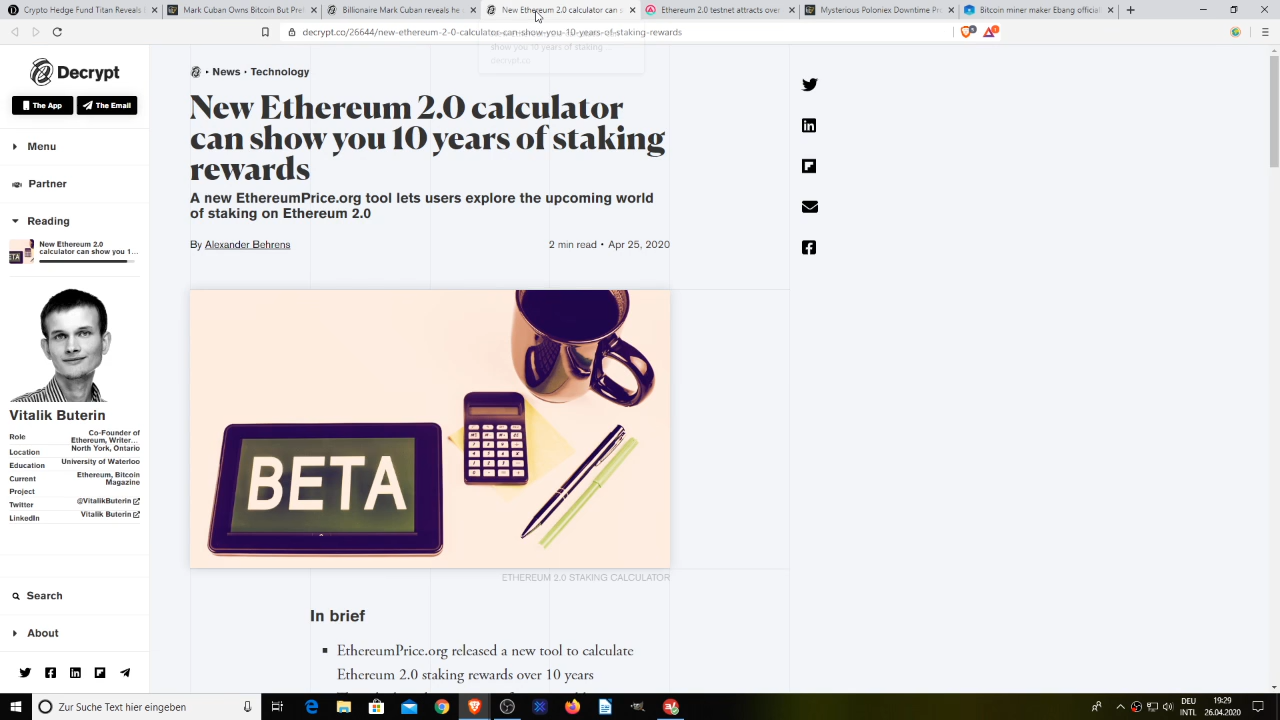 Crypto Hedge Fund Titan Reveals
Mark Cuban Owns Bitcoin But Pre
Billionaire Mark Cuban reveals he
New Ethereum 2.0 calculator can s
Ethereum 2.0 testnet attracts over
Mysterious Poloniex Downtime Pr
Bitcoin miner maker Ebang official
decrypt.co/26644/new-ethereum-2-0-calculator-can-show-you-10-years-of-staking-rewards
show you 10 years of staking ...
decrypt.co
Decrypt
The App
The Email
Menu
Partner
Reading
New Ethereum 2.0
calculator can show you 1...
Vitalik Buterin
Role Co-Founder of
Ethereum, Writer...
Location North York, Ontario
Education University of Waterloo
Current Ethereum, Bitcoin
Project Magazine
Twitter @VitalikButerin
LinkedIn Vitalik Buterin
Search
About
· News · Technology
New Ethereum 2.0 calculator
can show you 10 years of staking
rewards
A new EthereumPrice.org tool lets users explore the upcoming world
of staking on Ethereum 2.0
By Alexander Behrens
2 min read • Apr 25, 2020
BETA
ETHEREUM 2.0 STAKING CALCULATOR
In brief
EthereumPrice.org released a new tool to calculate
Ethereum 2.0 staking rewards over 10 years
Zur Suche Text hier eingeben
DEU
INTL
19:29
26.04.2020